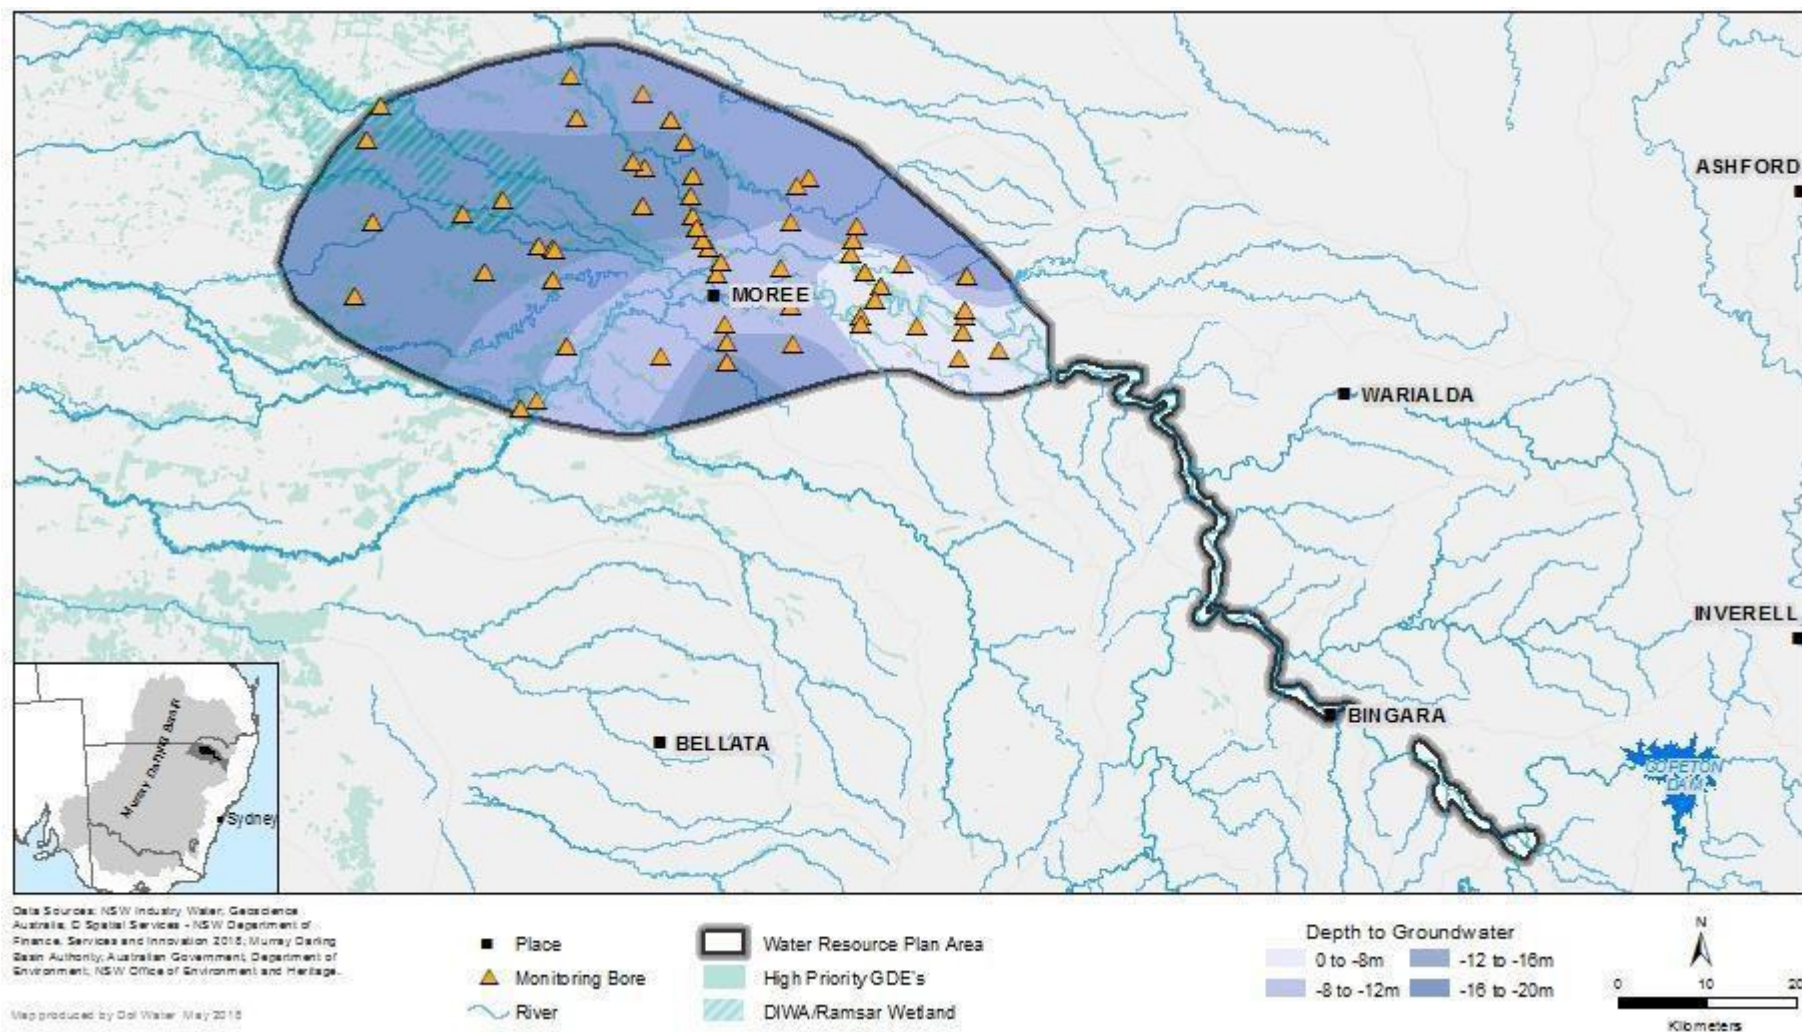 ASHFORD
MOREE
WARIALDA
INVERELL
BINGARA
BELLATA
COPETON
DAM
Murray Darling Basin
Sydney
Data Sources: NSW Industry Water, Geoscience
Australia, © Spatial Services - NSW Department of
Finance, Services and Innovation 2018; Murray Darling
Basin Authority, Australian Government, Department of
Environment, NSW Office of Environment and Heritage.
Map produced by DoI Water May 2018
Place
Monitoring Bore
River
Water Resource Plan Area
High Priority GDE's
DIWA/Ramsar Wetland
Depth to Groundwater
0 to -8m
-12 to -16m
-8 to -12m
-16 to -20m
N
0 10 20
Kilometers